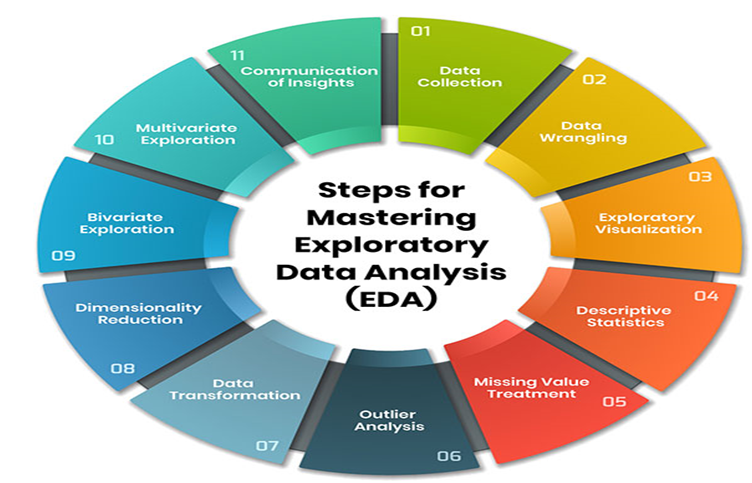 Steps for
Mastering
Exploratory
Data Analysis
(EDA)
01
Data
Collection
02
Data
Wrangling
03
Exploratory
Visualization
04
Descriptive
Statistics
05
Missing Value
Treatment
06
Outlier
Analysis
07
Data
Transformation
08
Dimensionality
Reduction
09
Bivariate
Exploration
10
Multivariate
Exploration
11
Communication
of Insights